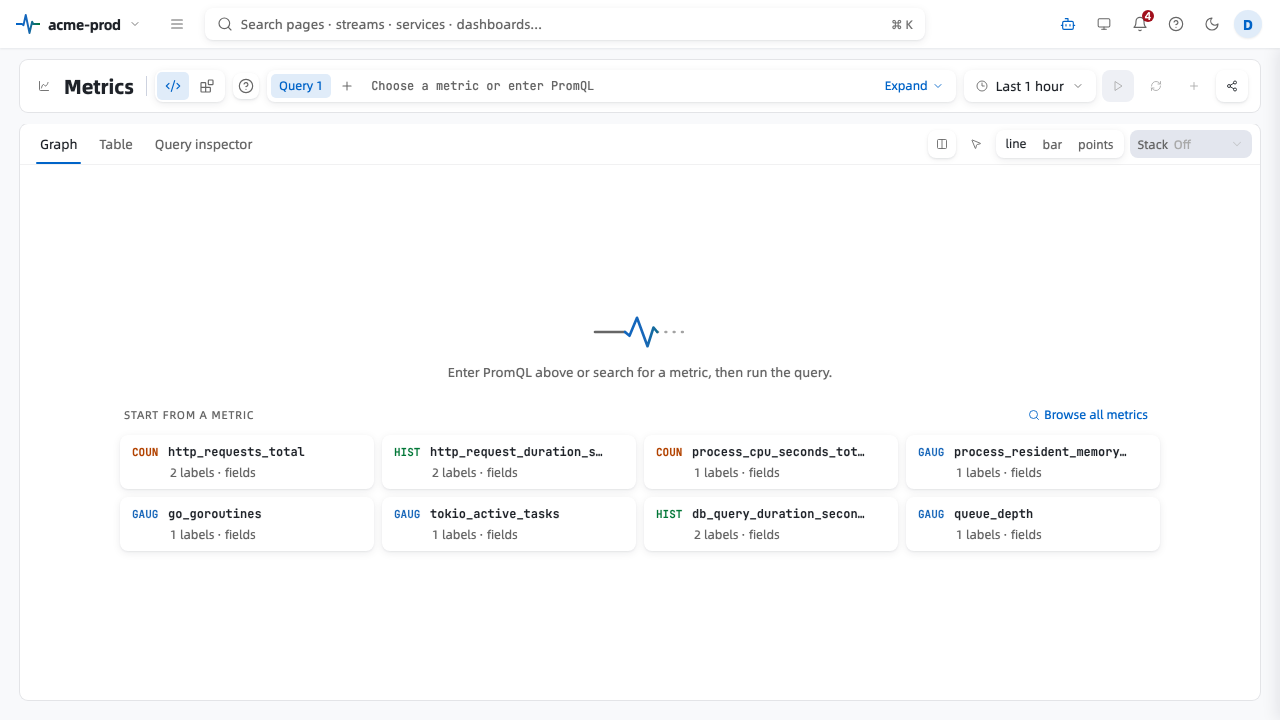 acme-prod
Search pages · streams · services · dashboards...
⌘ K
4
D
Metrics
Query 1
Choose a metric or enter PromQL
Expand
Last 1 hour
Graph
Table
Query inspector
line
bar
points
Stack Off
Enter PromQL above or search for a metric, then run the query.
START FROM A METRIC
Browse all metrics
COUN http_requests_total
2 labels · fields
HIST http_request_duration_s…
2 labels · fields
COUN process_cpu_seconds_tot…
1 labels · fields
GAUG process_resident_memory…
1 labels · fields
GAUG go_goroutines
1 labels · fields
GAUG tokio_active_tasks
1 labels · fields
HIST db_query_duration_secon…
2 labels · fields
GAUG queue_depth
1 labels · fields